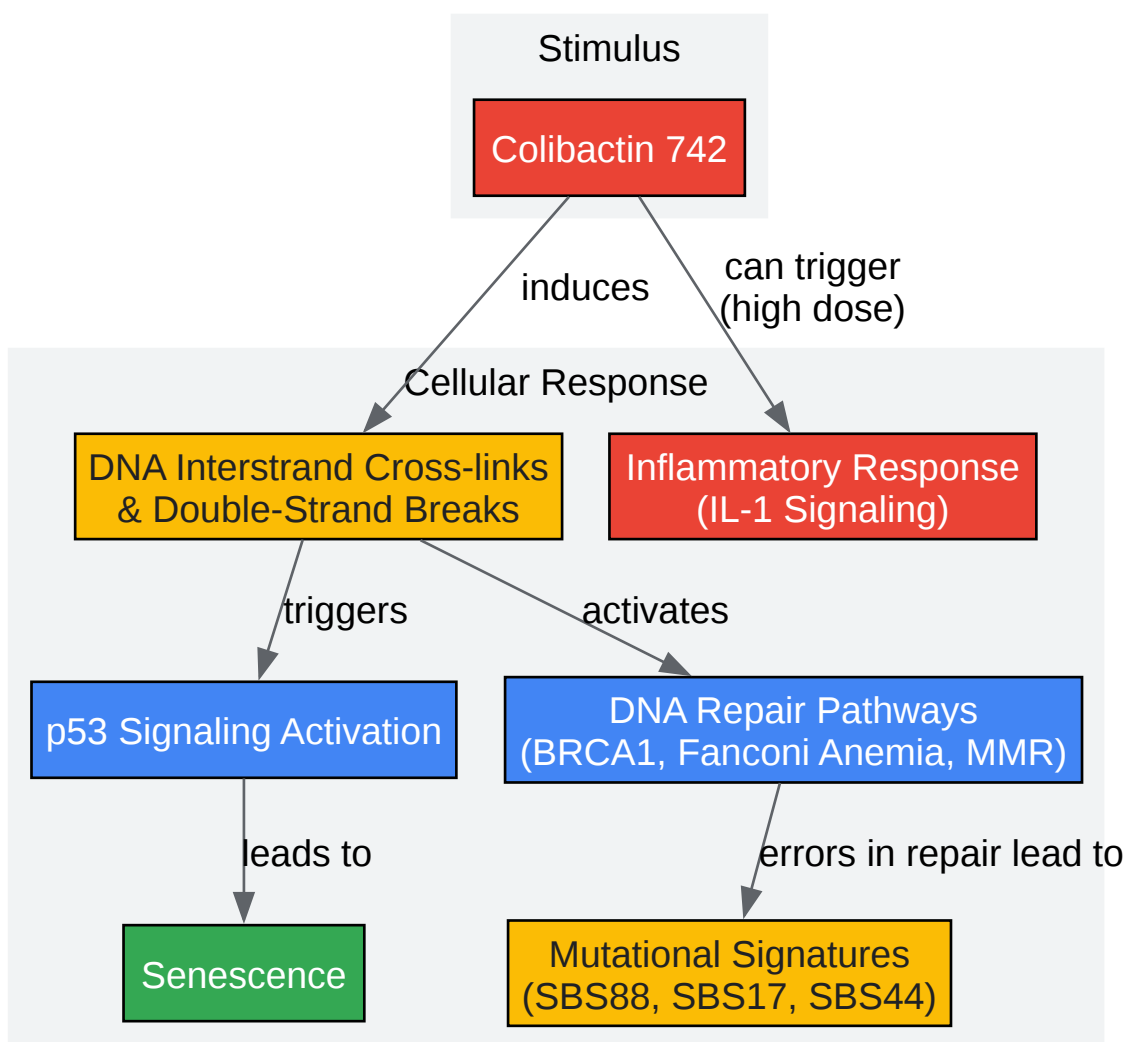 Stimulus
Colibactin 742
induces
can trigger
(high dose)
Cellular Response
DNA Interstrand Cross-links
& Double-Strand Breaks
Inflammatory Response
(IL-1 Signaling)
triggers
activates
p53 Signaling Activation
DNA Repair Pathways
(BRCA1, Fanconi Anemia, MMR)
leads to
errors in repair lead to
Senescence
Mutational Signatures
(SBS88, SBS17, SBS44)